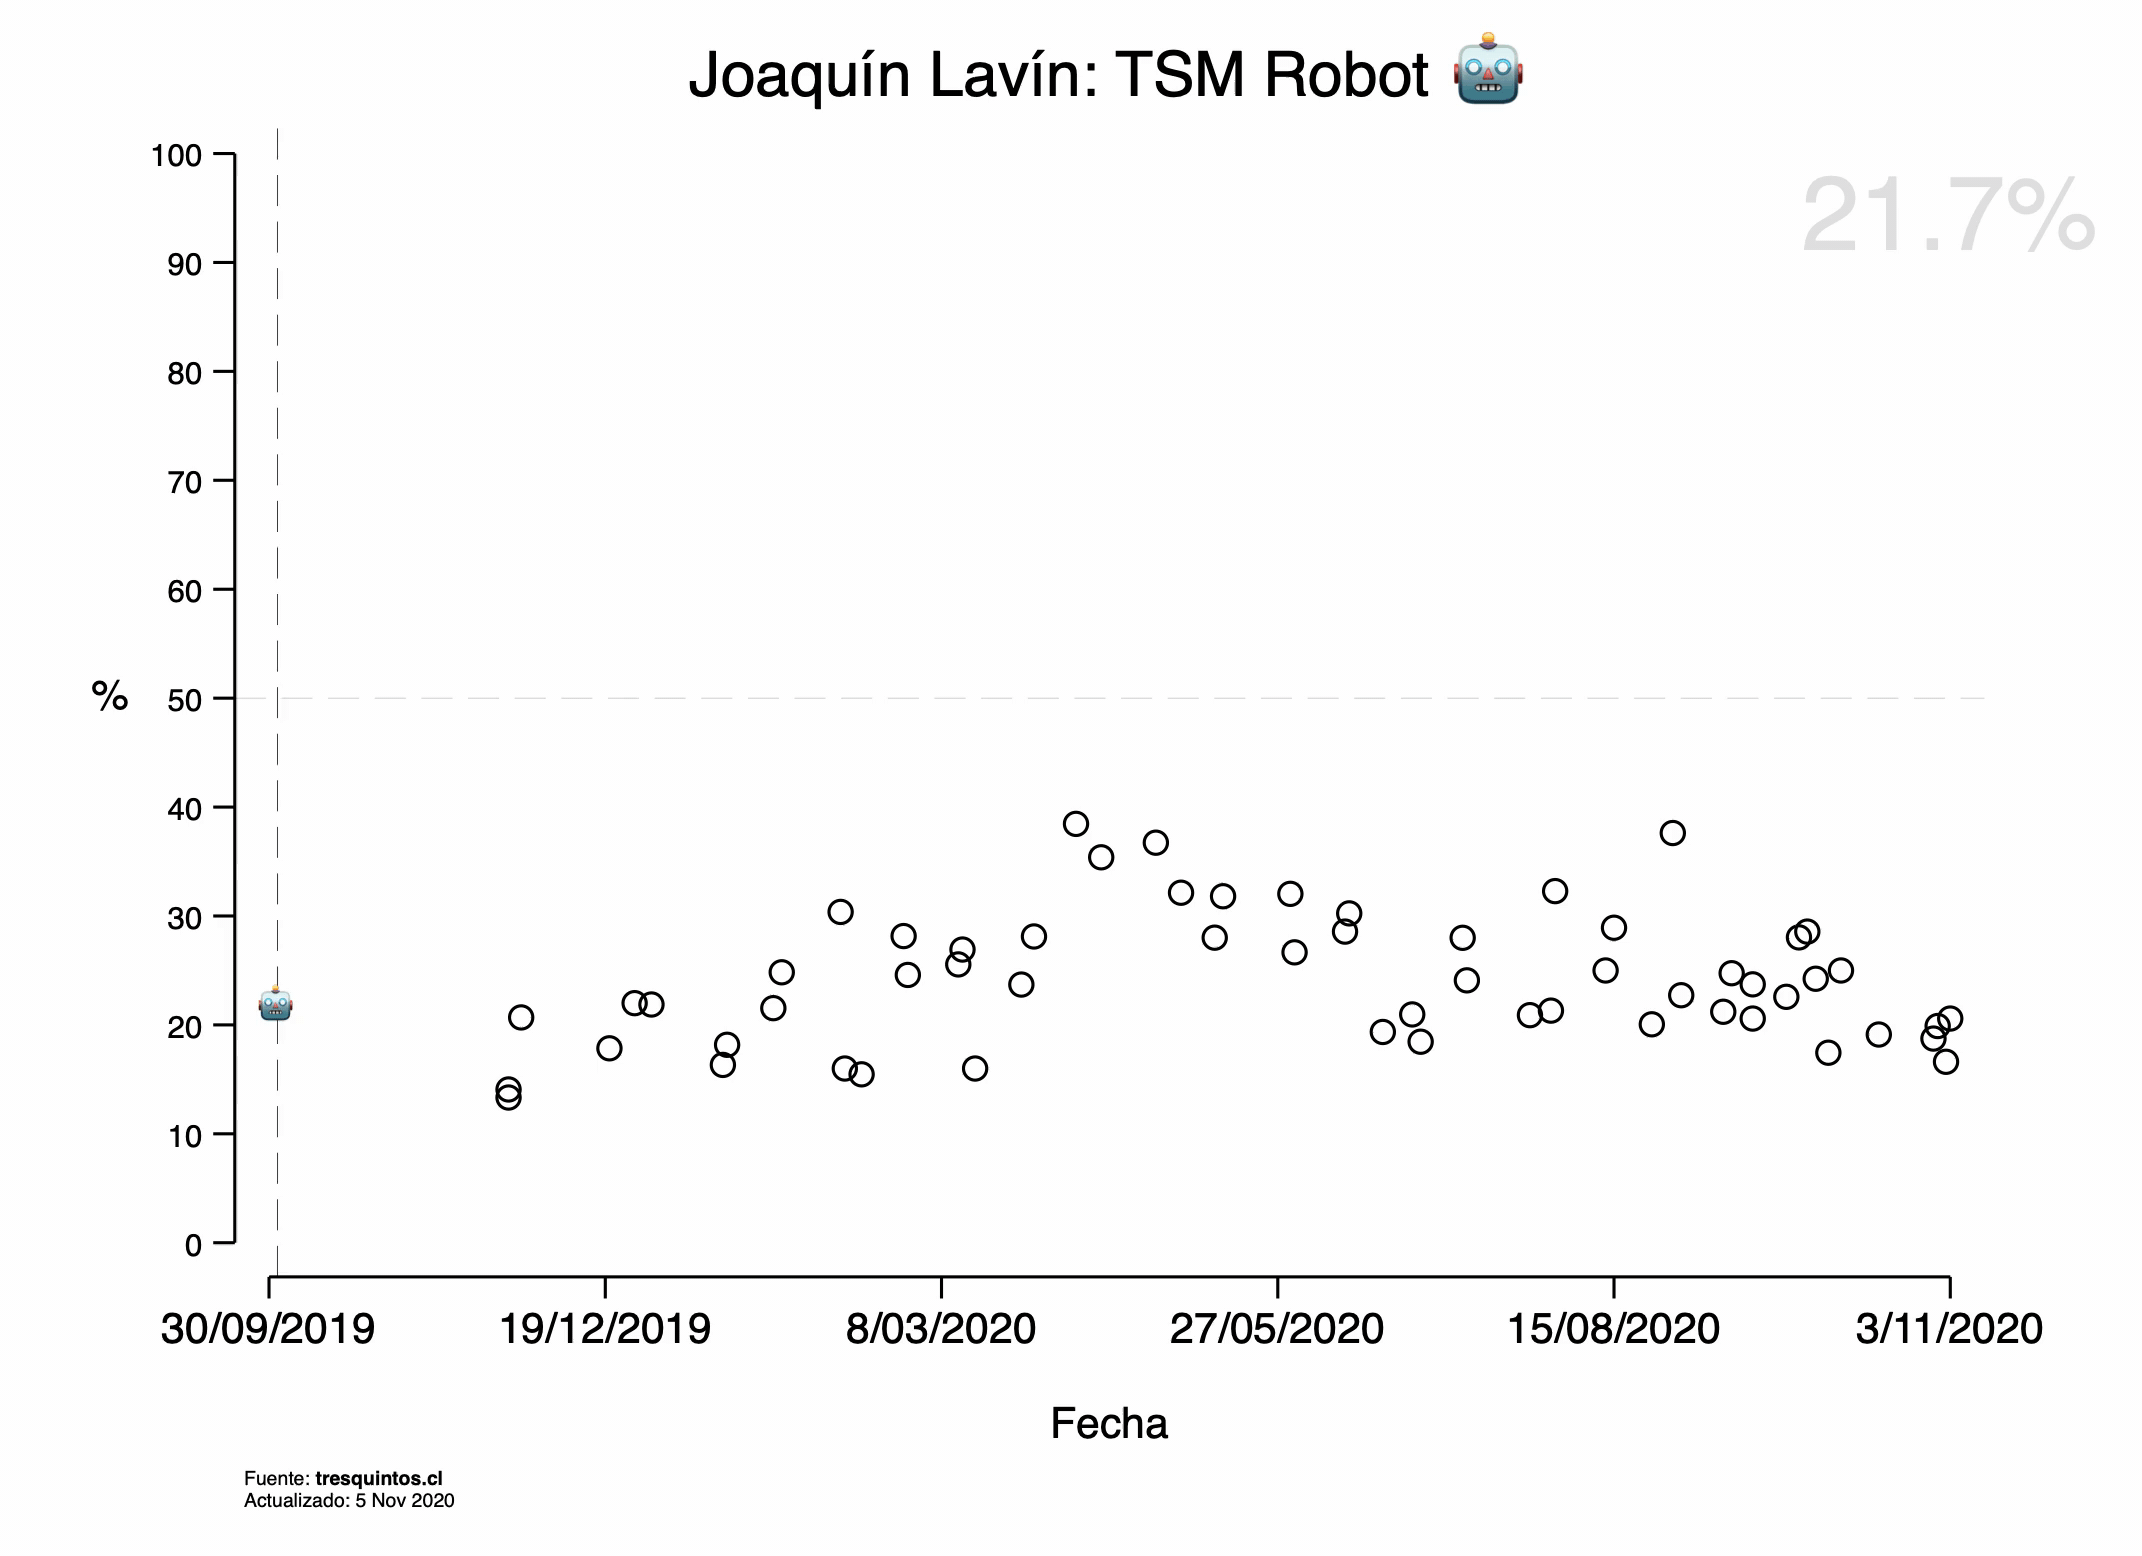 Joaquín Lavín: TSM Robot 🤖
21.7%
100
90
80
70
60
50
40
30
20
10
0
%
30/09/2019 19/12/2019 8/03/2020 27/05/2020 15/08/2020 3/11/2020
Fecha
Fuente: tresquintos.cl
Actualizado: 5 Nov 2020